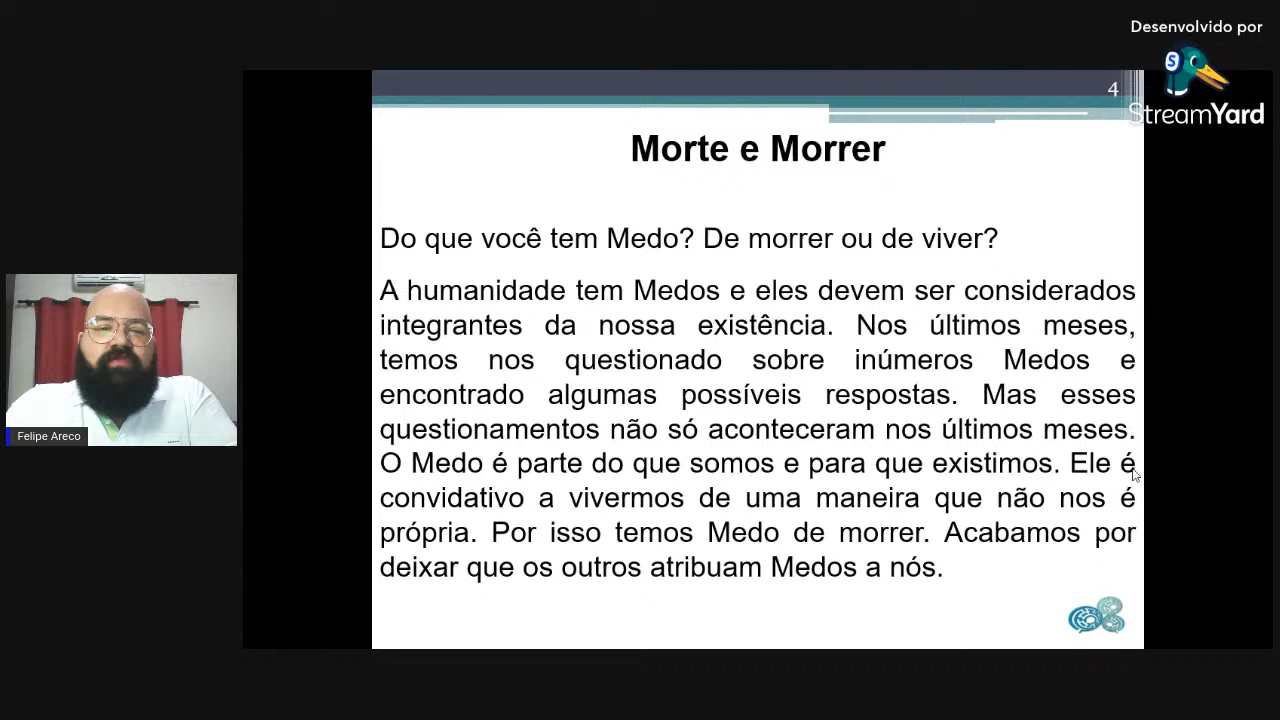 Desenvolvido por
StreamYard
4
Morte e Morrer
Do que você tem Medo? De morrer ou de viver?
A humanidade tem Medos e eles devem ser considerados
integrantes da nossa existência. Nos últimos meses,
temos nos questionado sobre inúmeros Medos e
encontrado algumas possíveis respostas. Mas esses
questionamentos não só aconteceram nos últimos meses.
O Medo é parte do que somos e para que existimos. Ele é
convidativo a vivermos de uma maneira que não nos é
própria. Por isso temos Medo de morrer. Acabamos por
deixar que os outros atribuam Medos a nós.
Felipe Areco